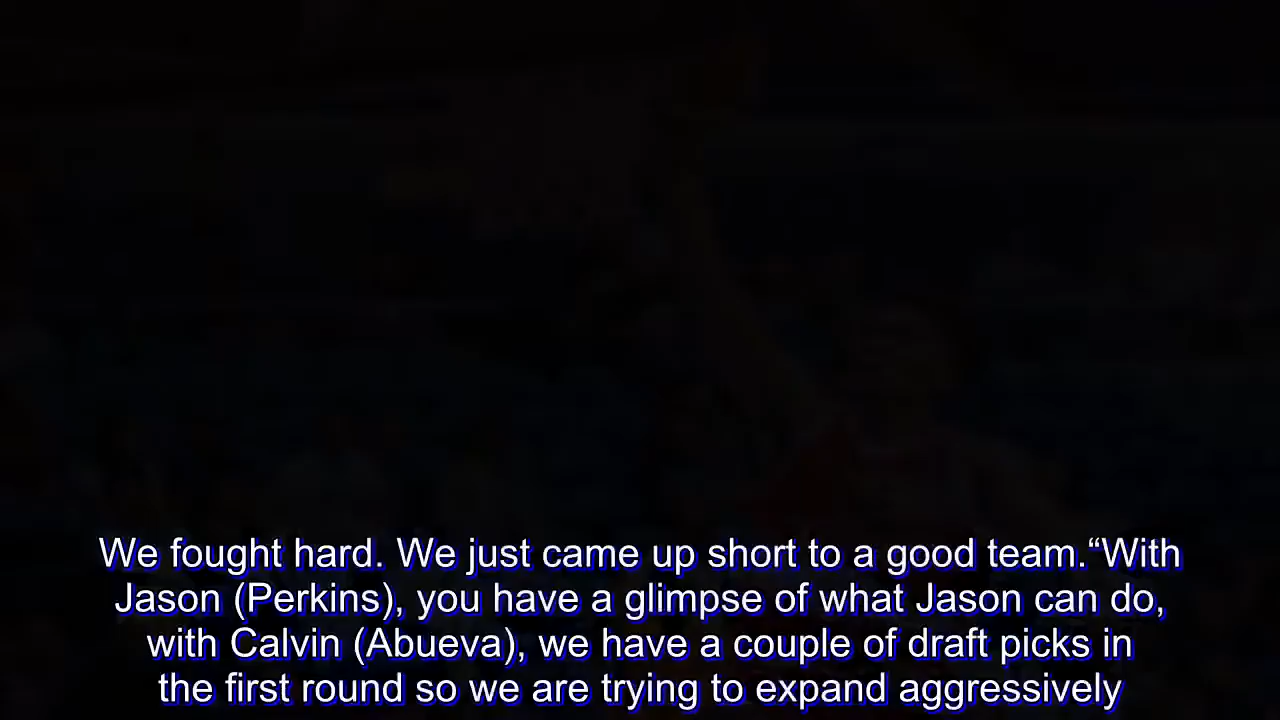 We fought hard. We just came up short to a good team.“With
Jason (Perkins), you have a glimpse of what Jason can do,
with Calvin (Abueva), we have a couple of draft picks in
the first round so we are trying to expand aggressively